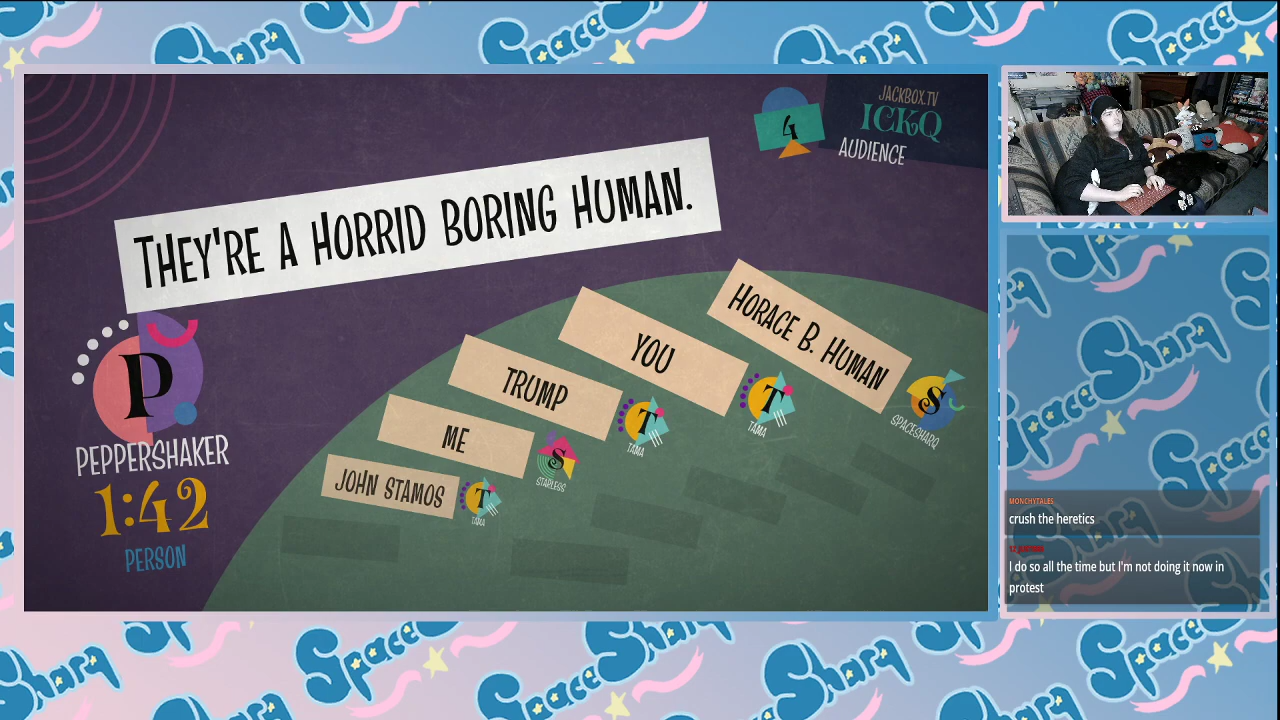 JACKBOX.TV
ICKQ
4
AUDIENCE
THEY'RE A HORRID BORING HUMAN.
P
PEPPERSHAKER
1:42
PERSON
HORACE B. HUMAN
S
SPACESHARQ
YOU
T
TAMA
TRUMP
T
TAMA
ME
S
STARLESS
JOHN STAMOS
T
TAMA
MONCHYTALES
crush the heretics
I do so all the time but I'm not doing it now in
protest
SpaceSharq